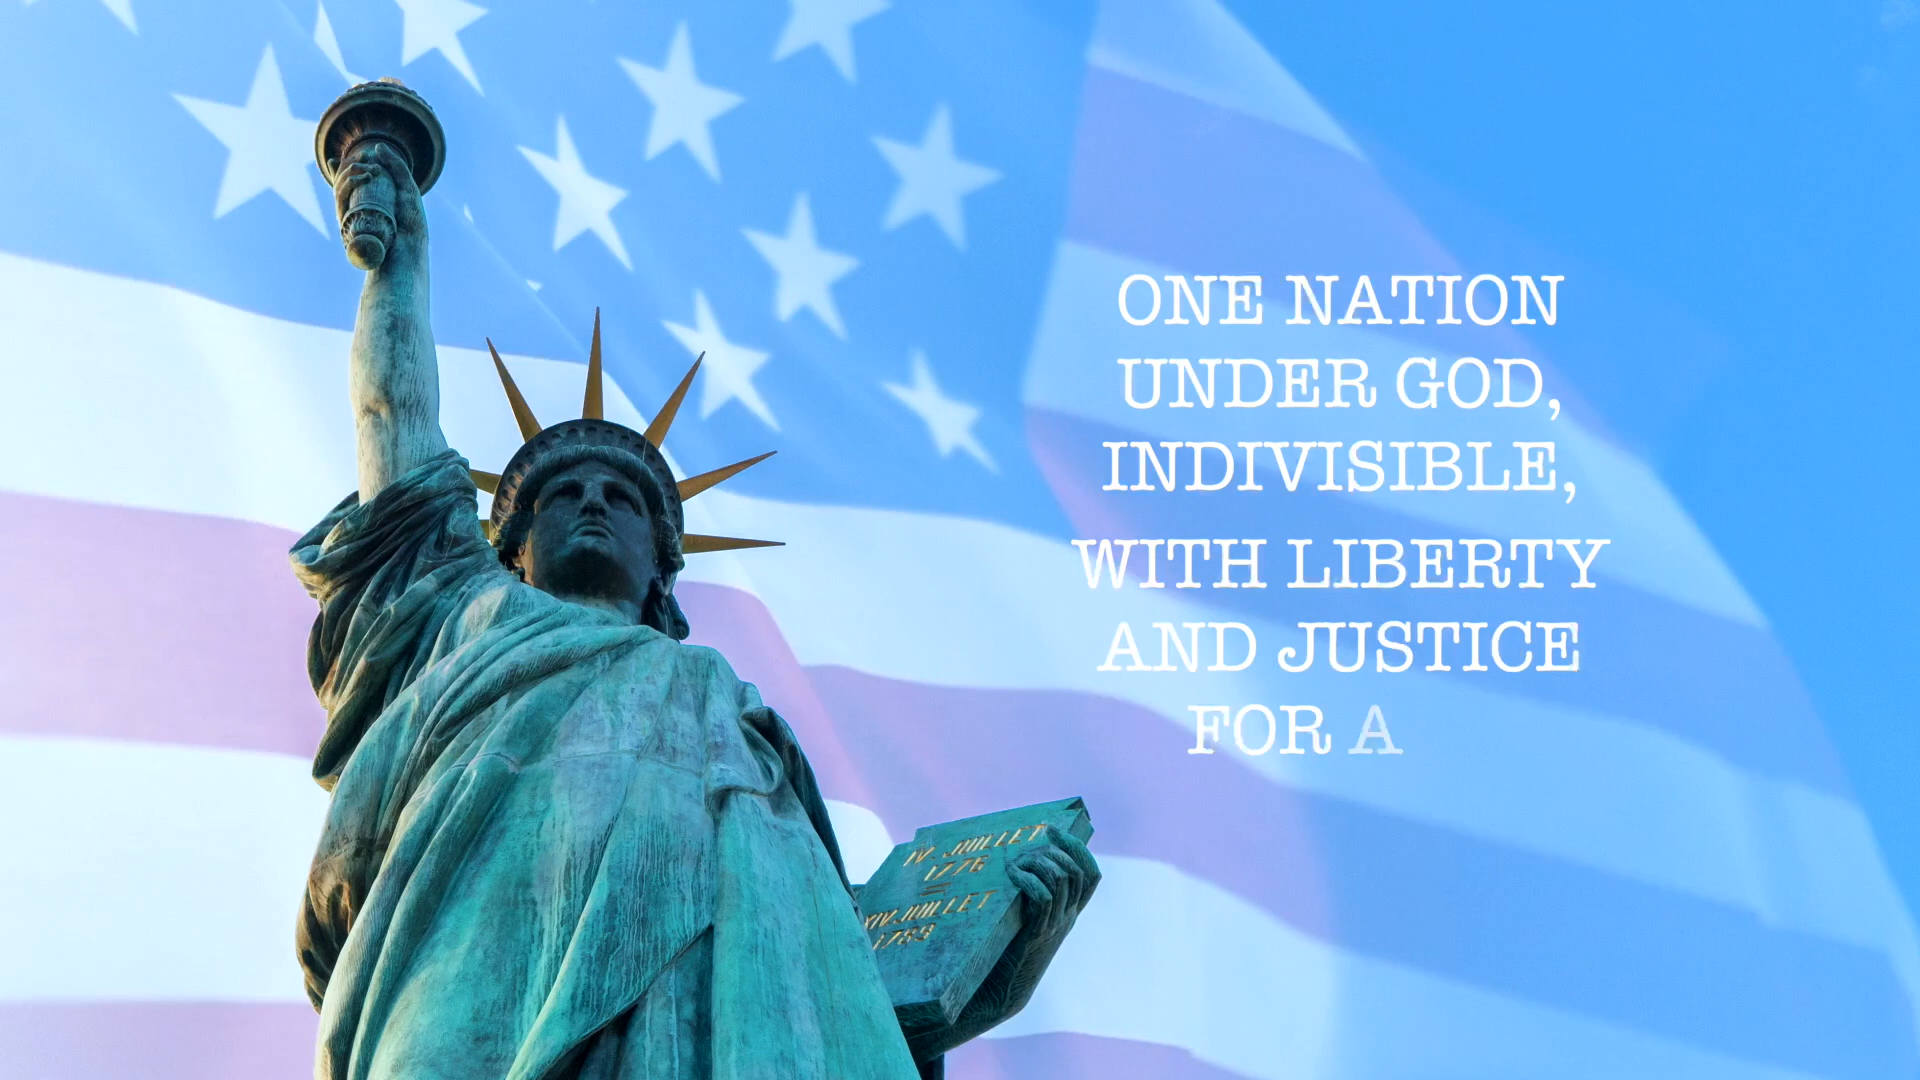 ONE NATION
UNDER GOD,
INDIVISIBLE,
WITH LIBERTY
AND JUSTICE
FOR A
IV. JUILLET
1776
=
XIV. JUILLET
1789